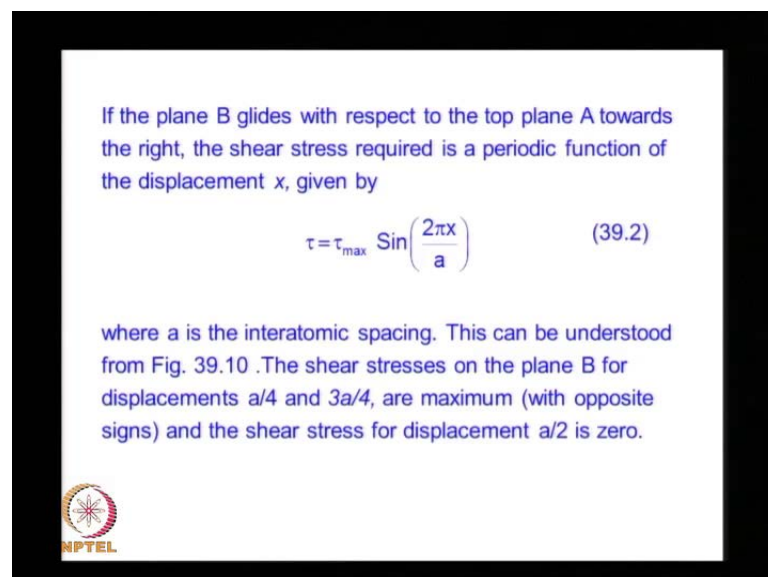 If the plane B glides with respect to the top plane A towards
the right, the shear stress required is a periodic function of
the displacement x, given by
τ=τmax Sin(2πx/a) (39.2)
where a is the interatomic spacing. This can be understood
from Fig. 39.10 .The shear stresses on the plane B for
displacements a/4 and 3a/4, are maximum (with opposite
signs) and the shear stress for displacement a/2 is zero.
NPTEL